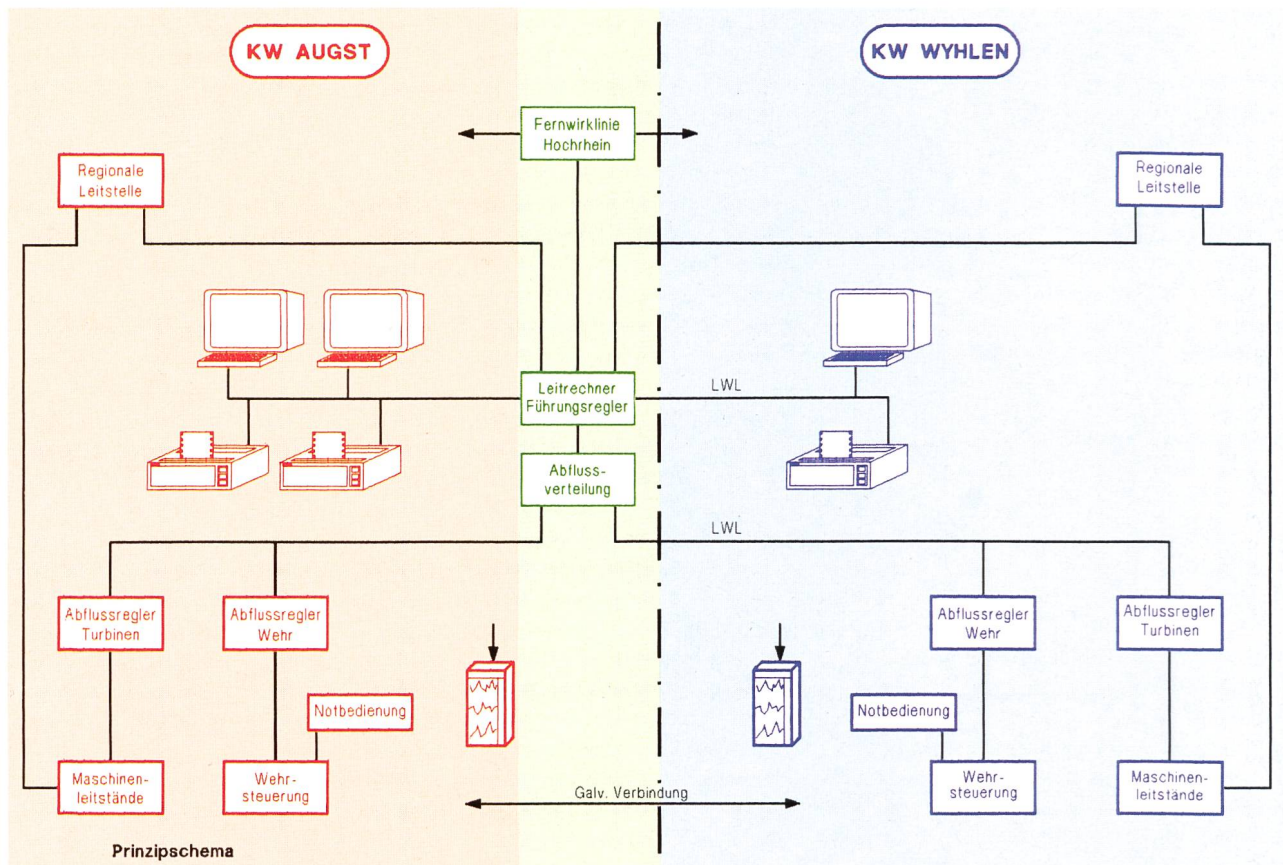 KW AUGST
KW WYHLEN
Fernwirklinie
Hochrhein
Regionale
Leitstelle
Regionale
Leitstelle
Leitrechner
Führungsregler
LWL
Abfluss-
verteilung
LWL
Abflussregler
Turbinen
Abflussregler
Wehr
Abflussregler
Wehr
Abflussregler
Turbinen
Notbedienung
Notbedienung
Maschinen-
leitstände
Wehr-
steuerung
Galv. Verbindung
Wehr-
steuerung
Maschinen-
leitstände
Prinzipschema